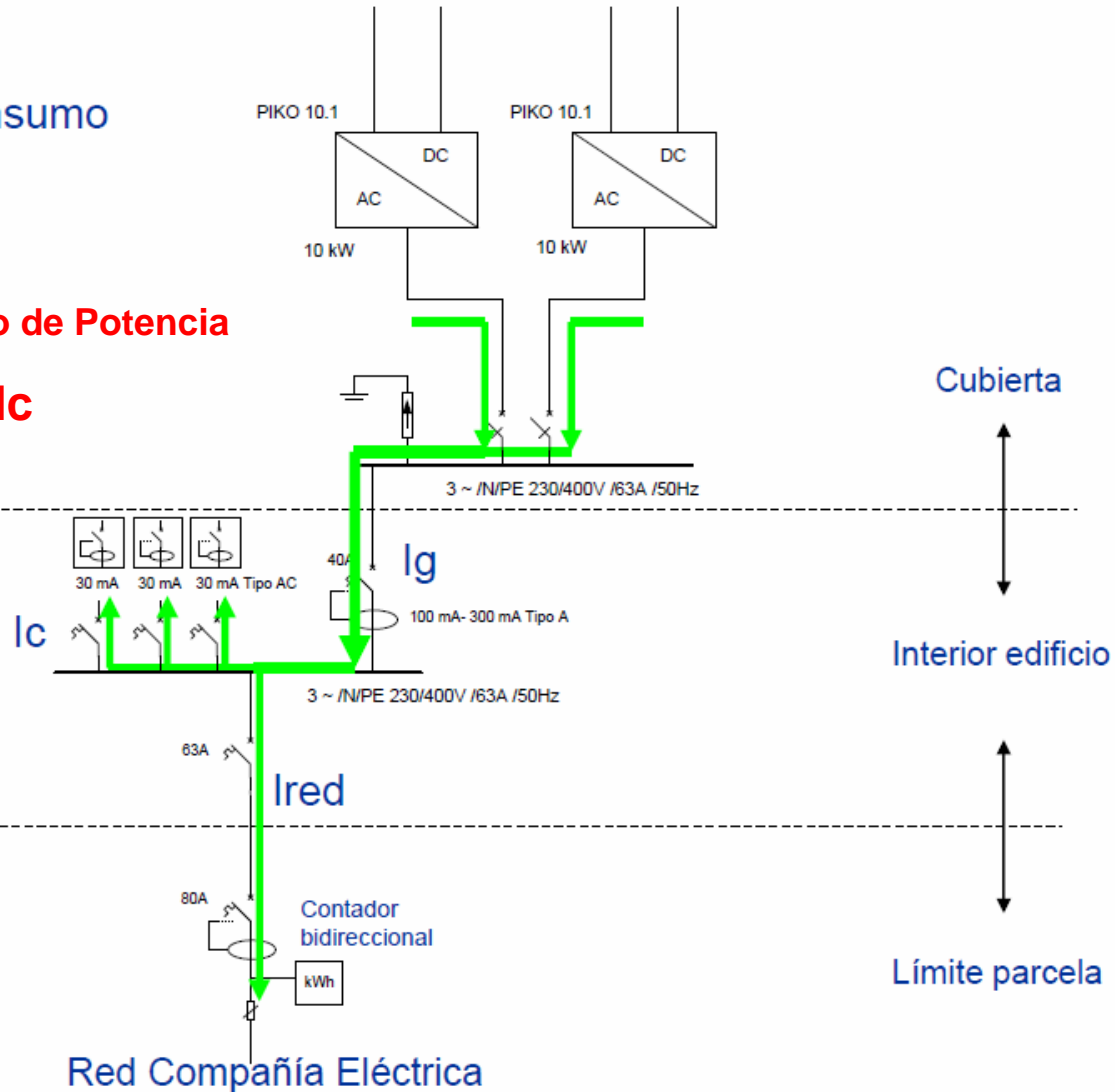 PIKO 10.1
PIKO 10.1
DC
AC
DC
AC
10 kW
10 kW
de Potencia
Ic
Cubierta
3 ~ /N/PE 230/400V /63A /50Hz
40A
Ig
30 mA
30 mA
30 mA Tipo AC
100 mA- 300 mA Tipo A
Ic
Interior edificio
3 ~ /N/PE 230/400V /63A /50Hz
63A
Ired
80A
Contador
bidireccional
kWh
Límite parcela
Red Compañía Eléctrica